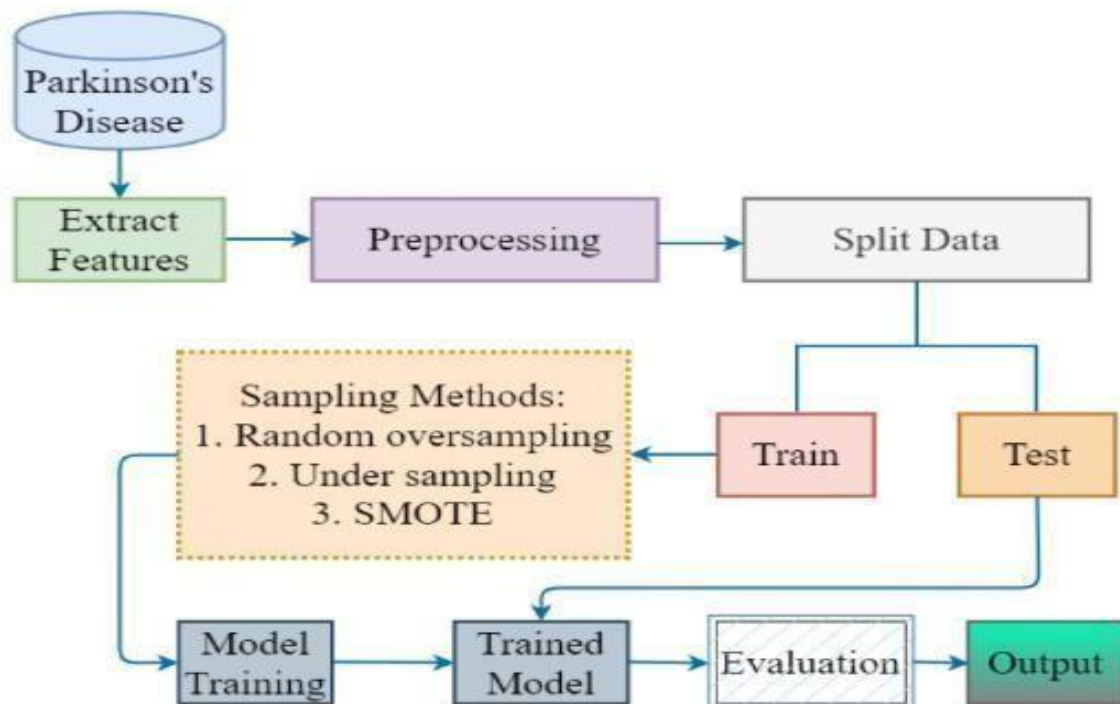 Parkinson's
Disease
Extract
Features
Preprocessing
Split Data
Sampling Methods:
1. Random oversampling
2. Under sampling
3. SMOTE
Train
Test
Model
Training
Trained
Model
Evaluation
Output